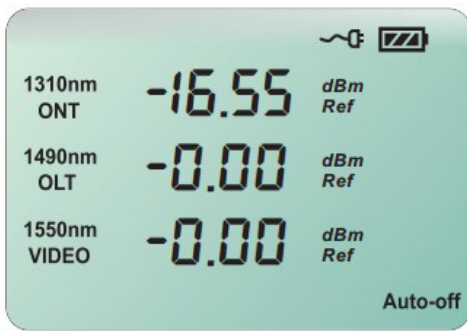 1310nm -16.55 dBm
ONT Ref
1490nm -0.00 dBm
OLT Ref
1550nm -0.00 dBm
VIDEO Ref
Auto-off